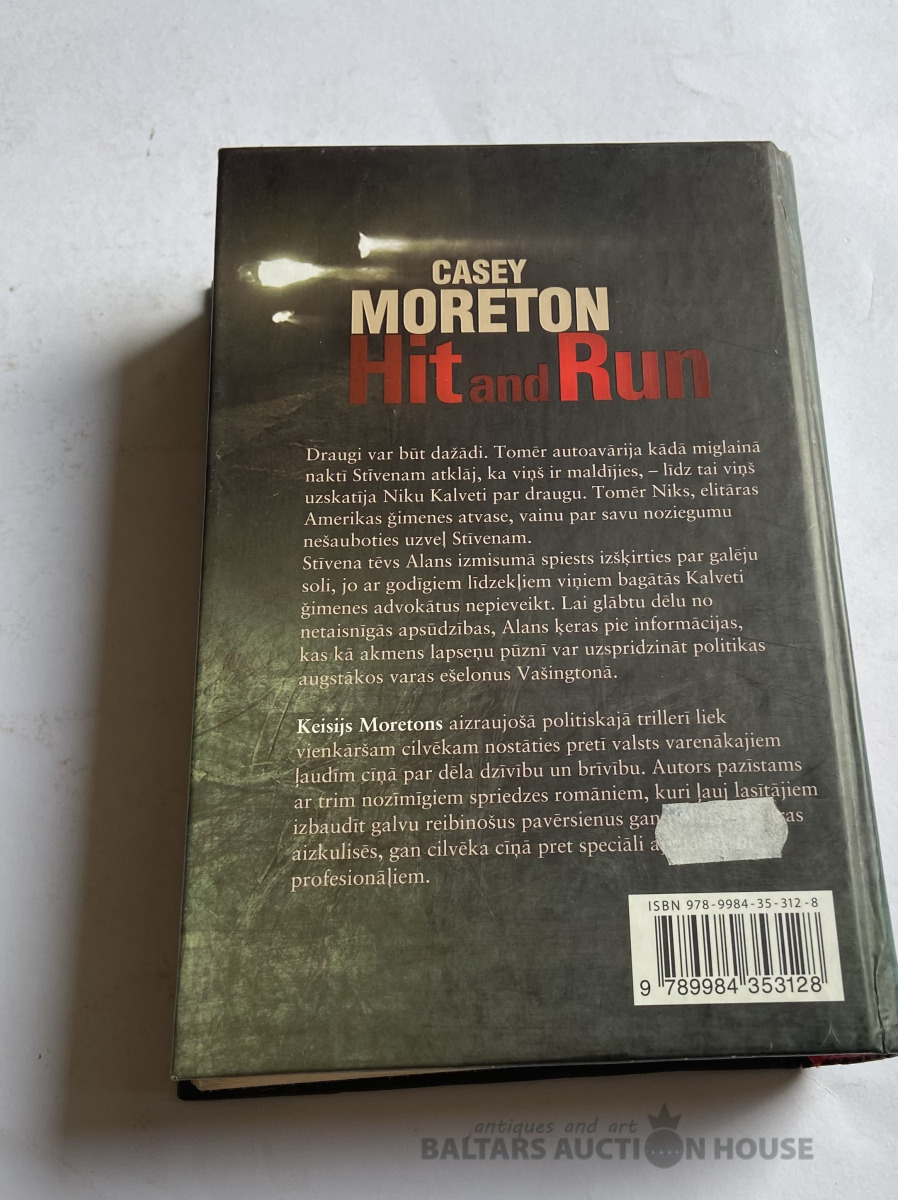 CASEY
MORETON
Hit and Run
Draugi var būt dažādi. Tomēr autoavārija kādā miglainā
naktī Stīvenam atklāj, ka viņš ir maldījies, – līdz tai viņš
uzskatīja Niku Kalveti par draugu. Tomēr Niks, elitāras
Amerikas ģimenes atvase, vainu par savu noziegumu
nešauboties uzveļ Stīvenam.
Stīvena tēvs Alans izmisumā spiests izšķirties par galēju
soli, jo ar godīgiem līdzekļiem viņiem bagātās Kalveti
ģimenes advokātus nepieveikt. Lai glābtu dēlu no
netaisnīgās apsūdzības, Alans ķeras pie informācijas,
kas kā akmens lapseņu pūznī var uzspridzināt politikas
augstākos varas ešelonus Vašingtonā.
Keisijs Moretons aizraujošā politiskajā trillerī liek
vienkāršam cilvēkam nostāties pretī valsts varenākajiem
ļaudīm cīņā par dēla dzīvību un brīvību. Autors pazīstams
ar trim nozīmīgiem spriedzes romāniem, kuri ļauj lasītājiem
izbaudīt galvu reibinošus pavērsienus gan
aizkulisēs, gan cilvēka cīņā pret speciāli
profesionāļiem.
ISBN 978-9984-35-312-8
9 789984 353128
antiques and art
BALTARS AUCTION HOUSE